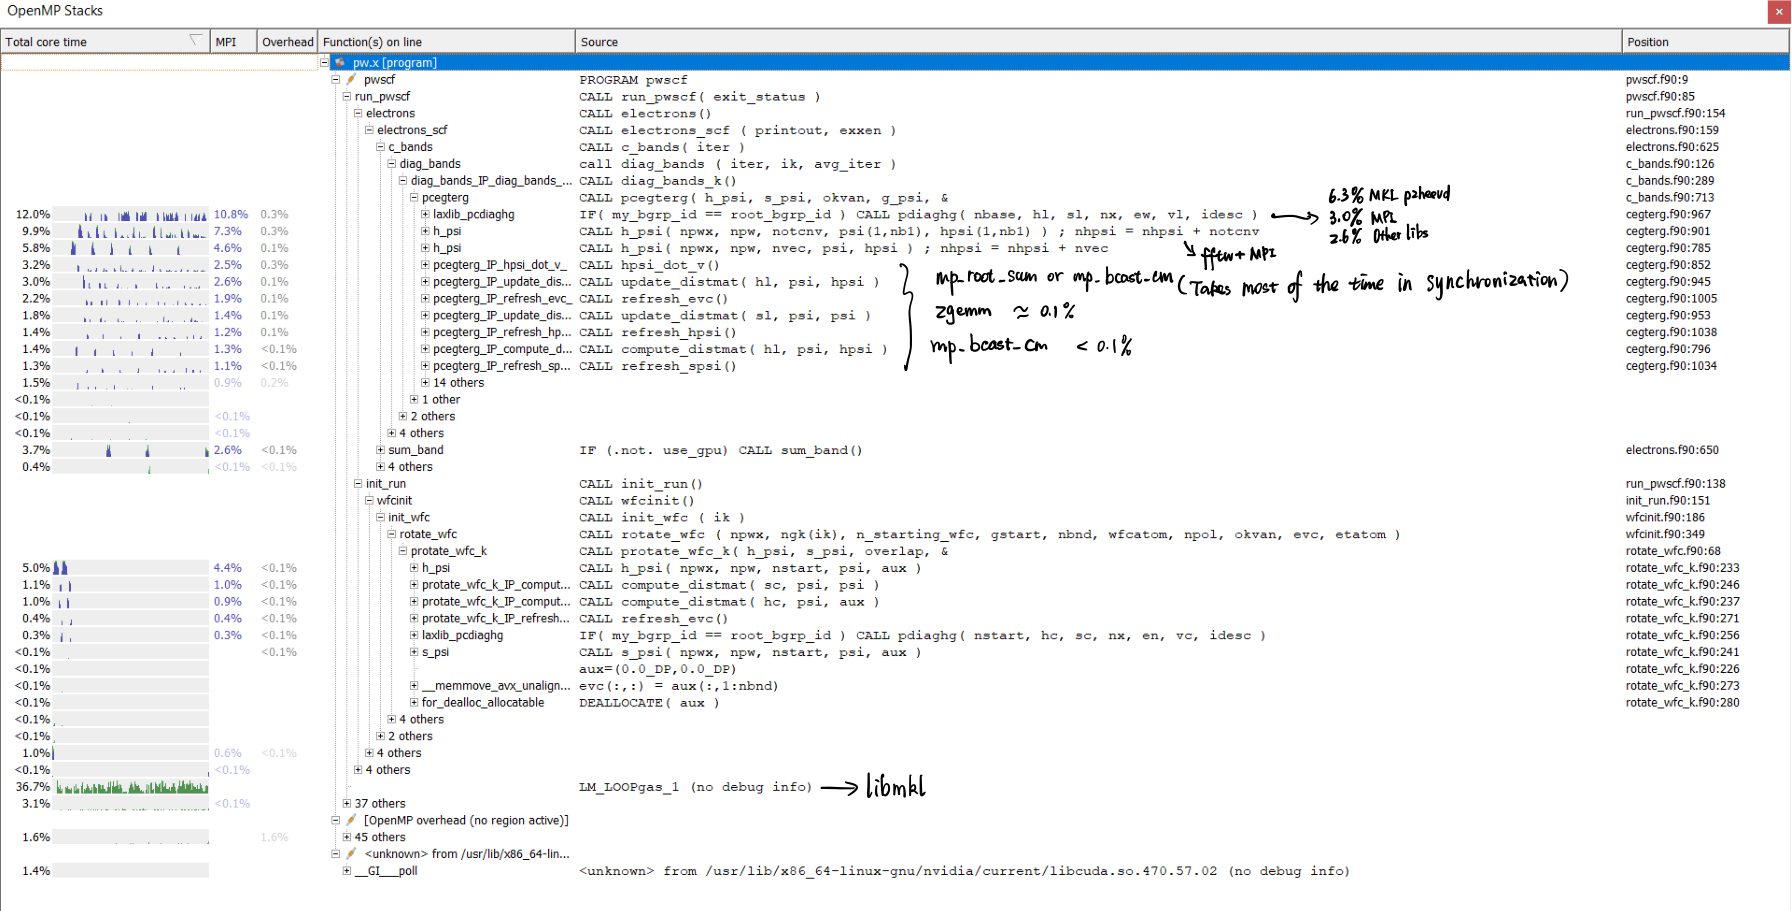 OpenMP Stacks
Total core time MPI Overhead Function(s) on line Source Position
pw.x [program]
pwscf PROGRAM pwscf pwscf.f90:9
run_pwscf CALL run_pwscf( exit_status ) pwscf.f90:85
electrons CALL electrons() run_pwscf.f90:154
electrons_scf CALL electrons_scf ( printout, exxen ) electrons.f90:159
c_bands CALL c_bands( iter ) electrons.f90:625
diag_bands call diag_bands ( iter, ik, avg_iter ) c_bands.f90:126
diag_bands_IP_diag_bands_... CALL diag_bands_k() c_bands.f90:289
pcegterg CALL pcegterg( h_psi, s_psi, okvan, g_psi, & c_bands.f90:713
6.3% MKL pzheevd
12.0% 10.8% 0.3% laxlib_pcdiaghg IF( my_bgrp_id == root_bgrp_id ) CALL pdiaghg( nbase, hl, sl, nx, ew, vl, idesc ) 3.0% MPI cegterg.f90:967
9.9% 7.3% 0.3% h_psi CALL h_psi( npwx, npw, notcnv, psi(1,nb1), hpsi(1,nb1) ) ; nhpsi = nhpsi + notcnv 2.6% Other libs cegterg.f90:901
5.8% 4.6% 0.1% h_psi CALL h_psi( npwx, npw, nvec, psi, hpsi ) ; nhpsi = nhpsi + nvec fftw + MPI cegterg.f90:785
3.2% 2.5% 0.3% pcegterg_IP_hpsi_dot_v_ CALL hpsi_dot_v() cegterg.f90:852
3.0% 2.6% 0.1% pcegterg_IP_update_dis... CALL update_distmat( hl, psi, hpsi ) mp_root_sum or mp_bcast_cm (Takes most of the time in synchronization) cegterg.f90:945
2.2% 1.9% 0.1% pcegterg_IP_refresh_evc_ CALL refresh_evc() cegterg.f90:1005
1.8% 1.4% 0.1% pcegterg_IP_update_dis... CALL update_distmat( sl, psi, psi ) zgemm ≈ 0.1% cegterg.f90:953
1.4% 1.2% 0.1% pcegterg_IP_refresh_hp... CALL refresh_hpsi() cegterg.f90:1038
1.4% 1.3% <0.1% pcegterg_IP_compute_d... CALL compute_distmat( hl, psi, hpsi ) mp_bcast_cm < 0.1% cegterg.f90:796
1.3% 1.1% <0.1% pcegterg_IP_refresh_sp... CALL refresh_spsi() cegterg.f90:1034
1.5% 0.9% 0.2% 14 others
<0.1% 1 other
<0.1% <0.1% 2 others
<0.1% <0.1% 4 others
3.7% 2.6% <0.1% sum_band IF (.not. use_gpu) CALL sum_band() electrons.f90:650
0.4% <0.1% <0.1% 4 others
init_run CALL init_run() run_pwscf.f90:138
wfcinit CALL wfcinit() init_run.f90:151
init_wfc CALL init_wfc ( ik ) wfcinit.f90:186
rotate_wfc CALL rotate_wfc ( npwx, ngk(ik), n_starting_wfc, gstart, nbnd, wfcatom, npol, okvan, evc, etatom ) wfcinit.f90:349
protate_wfc_k CALL protate_wfc_k( h_psi, s_psi, overlap, & rotate_wfc.f90:68
5.0% 4.4% <0.1% h_psi CALL h_psi( npwx, npw, nstart, psi, aux ) rotate_wfc_k.f90:233
1.1% 1.0% <0.1% protate_wfc_k_IP_comput... CALL compute_distmat( sc, psi, psi ) rotate_wfc_k.f90:246
1.0% 0.9% <0.1% protate_wfc_k_IP_comput... CALL compute_distmat( hc, psi, aux ) rotate_wfc_k.f90:237
0.4% 0.4% <0.1% protate_wfc_k_IP_refresh... CALL refresh_evc() rotate_wfc_k.f90:271
0.3% 0.3% <0.1% laxlib_pcdiaghg IF( my_bgrp_id == root_bgrp_id ) CALL pdiaghg( nstart, hc, sc, nx, en, vc, idesc ) rotate_wfc_k.f90:256
<0.1% <0.1% s_psi CALL s_psi( npwx, npw, nstart, psi, aux ) rotate_wfc_k.f90:241
<0.1% aux=(0.0_DP,0.0_DP) rotate_wfc_k.f90:226
<0.1% __memmove_avx_unalign... evc(:,:) = aux(:,1:nbnd) rotate_wfc_k.f90:273
<0.1% for_dealloc_allocatable DEALLOCATE( aux ) rotate_wfc_k.f90:280
<0.1% 4 others
<0.1% 2 others
1.0% 0.6% <0.1% 4 others
<0.1% <0.1% 4 others
36.7% LM_LOOPgas_1 (no debug info) libmkl
3.1% <0.1% 37 others
[OpenMP overhead (no region active)]
1.6% 1.6% 45 others
<unknown> from /usr/lib/x86_64-lin...
1.4% __GI___poll <unknown> from /usr/lib/x86_64-linux-gnu/nvidia/current/libcuda.so.470.57.02 (no debug info)